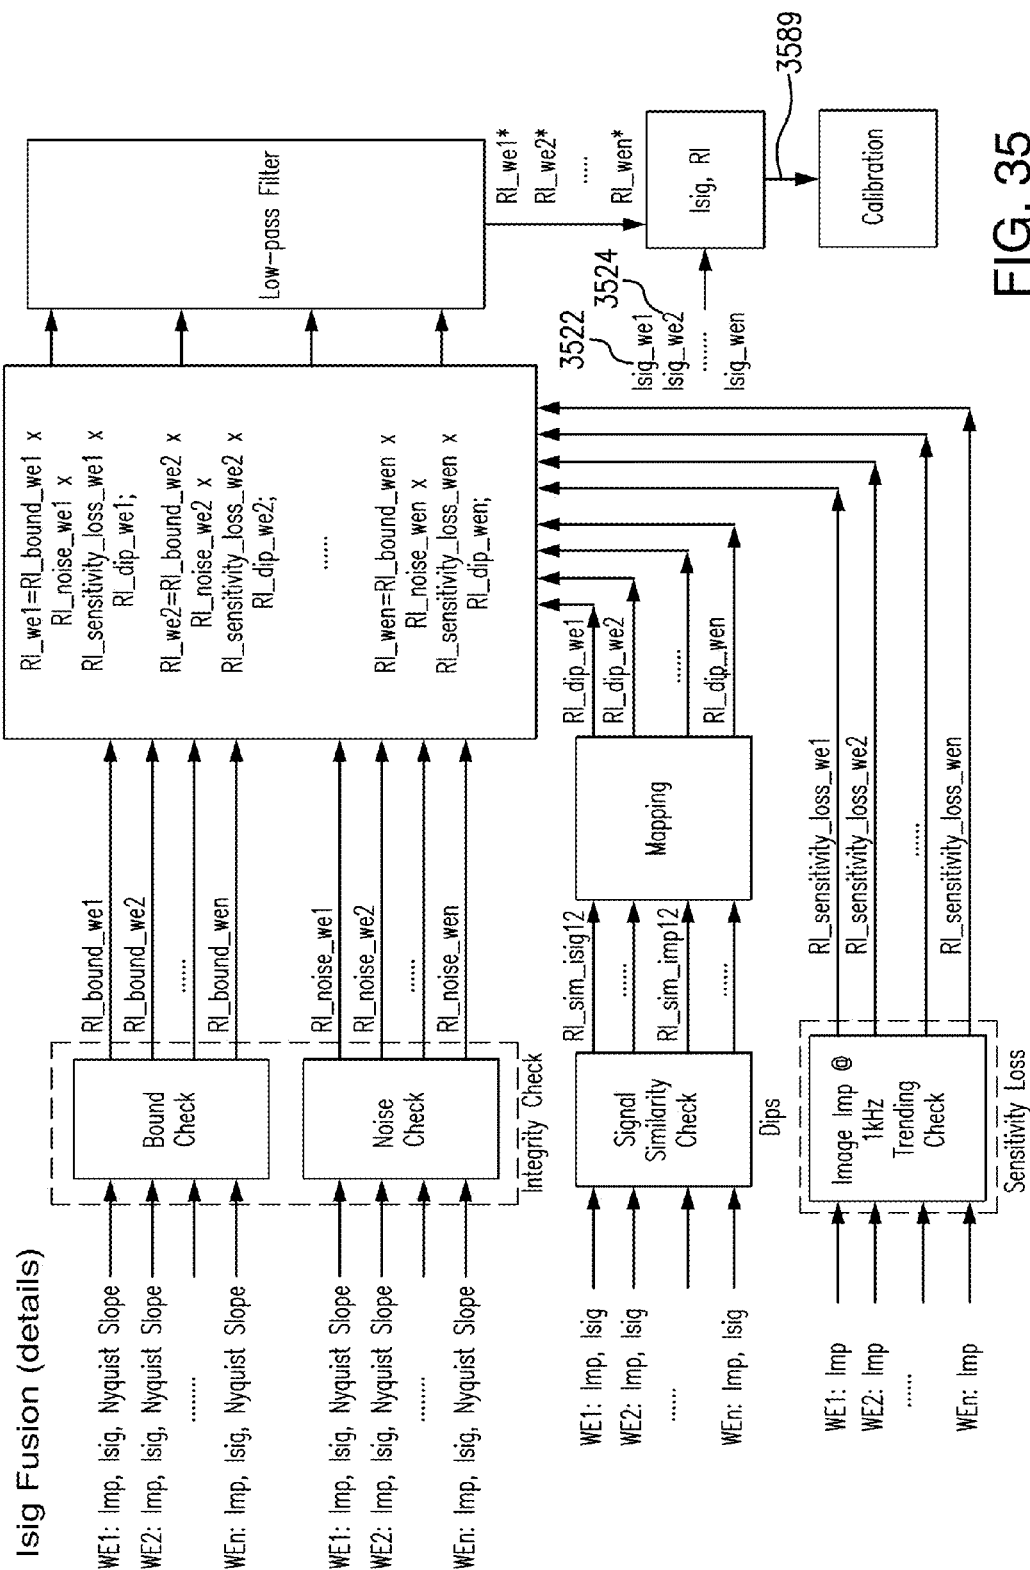 Isig Fusion (details)
WE1: Imp, Isig, Nyquist Slope
WE2: Imp, Isig, Nyquist Slope
........
WEn: Imp, Isig, Nyquist Slope
WE1: Imp, Isig, Nyquist Slope
WE2: Imp, Isig, Nyquist Slope
........
WEn: Imp, Isig, Nyquist Slope
WE1: Imp, Isig
WE2: Imp, Isig
......
WEn: Imp, Isig
WE1: Imp
WE2: Imp
......
WEn: Imp
Bound
Check
Noise
Check
Integrity Check
Signal
Similarity
Check
Dips
Image Imp @
1kHz
Trending
Check
Sensitivity Loss
RI_bound_we1
RI_bound_we2
......
RI_bound_wen
RI_noise_we1
RI_noise_we2
......
RI_noise_wen
RI_sim_isig12
......
RI_sim_imp12
......
Mapping
RI_dip_we1
RI_dip_we2
......
RI_dip_wen
RI_sensitivity_loss_we1
RI_sensitivity_loss_we2
......
RI_sensitivity_loss_wen
RI_we1=RI_bound_we1 x
RI_noise_we1 x
RI_sensitivity_loss_we1 x
RI_dip_we1;
RI_we2=RI_bound_we2 x
RI_noise_we2 x
RI_sensitivity_loss_we2 x
RI_dip_we2;
......
RI_wen=RI_bound_wen x
RI_noise_wen x
RI_sensitivity_loss_wen x
RI_dip_wen;
Low-pass Filter
RI_we1*
RI_we2*
......
RI_wen*
3522
3524
Isig_we1
Isig_we2
........
Isig_wen
Isig, RI
3589
Calibration
FIG. 35